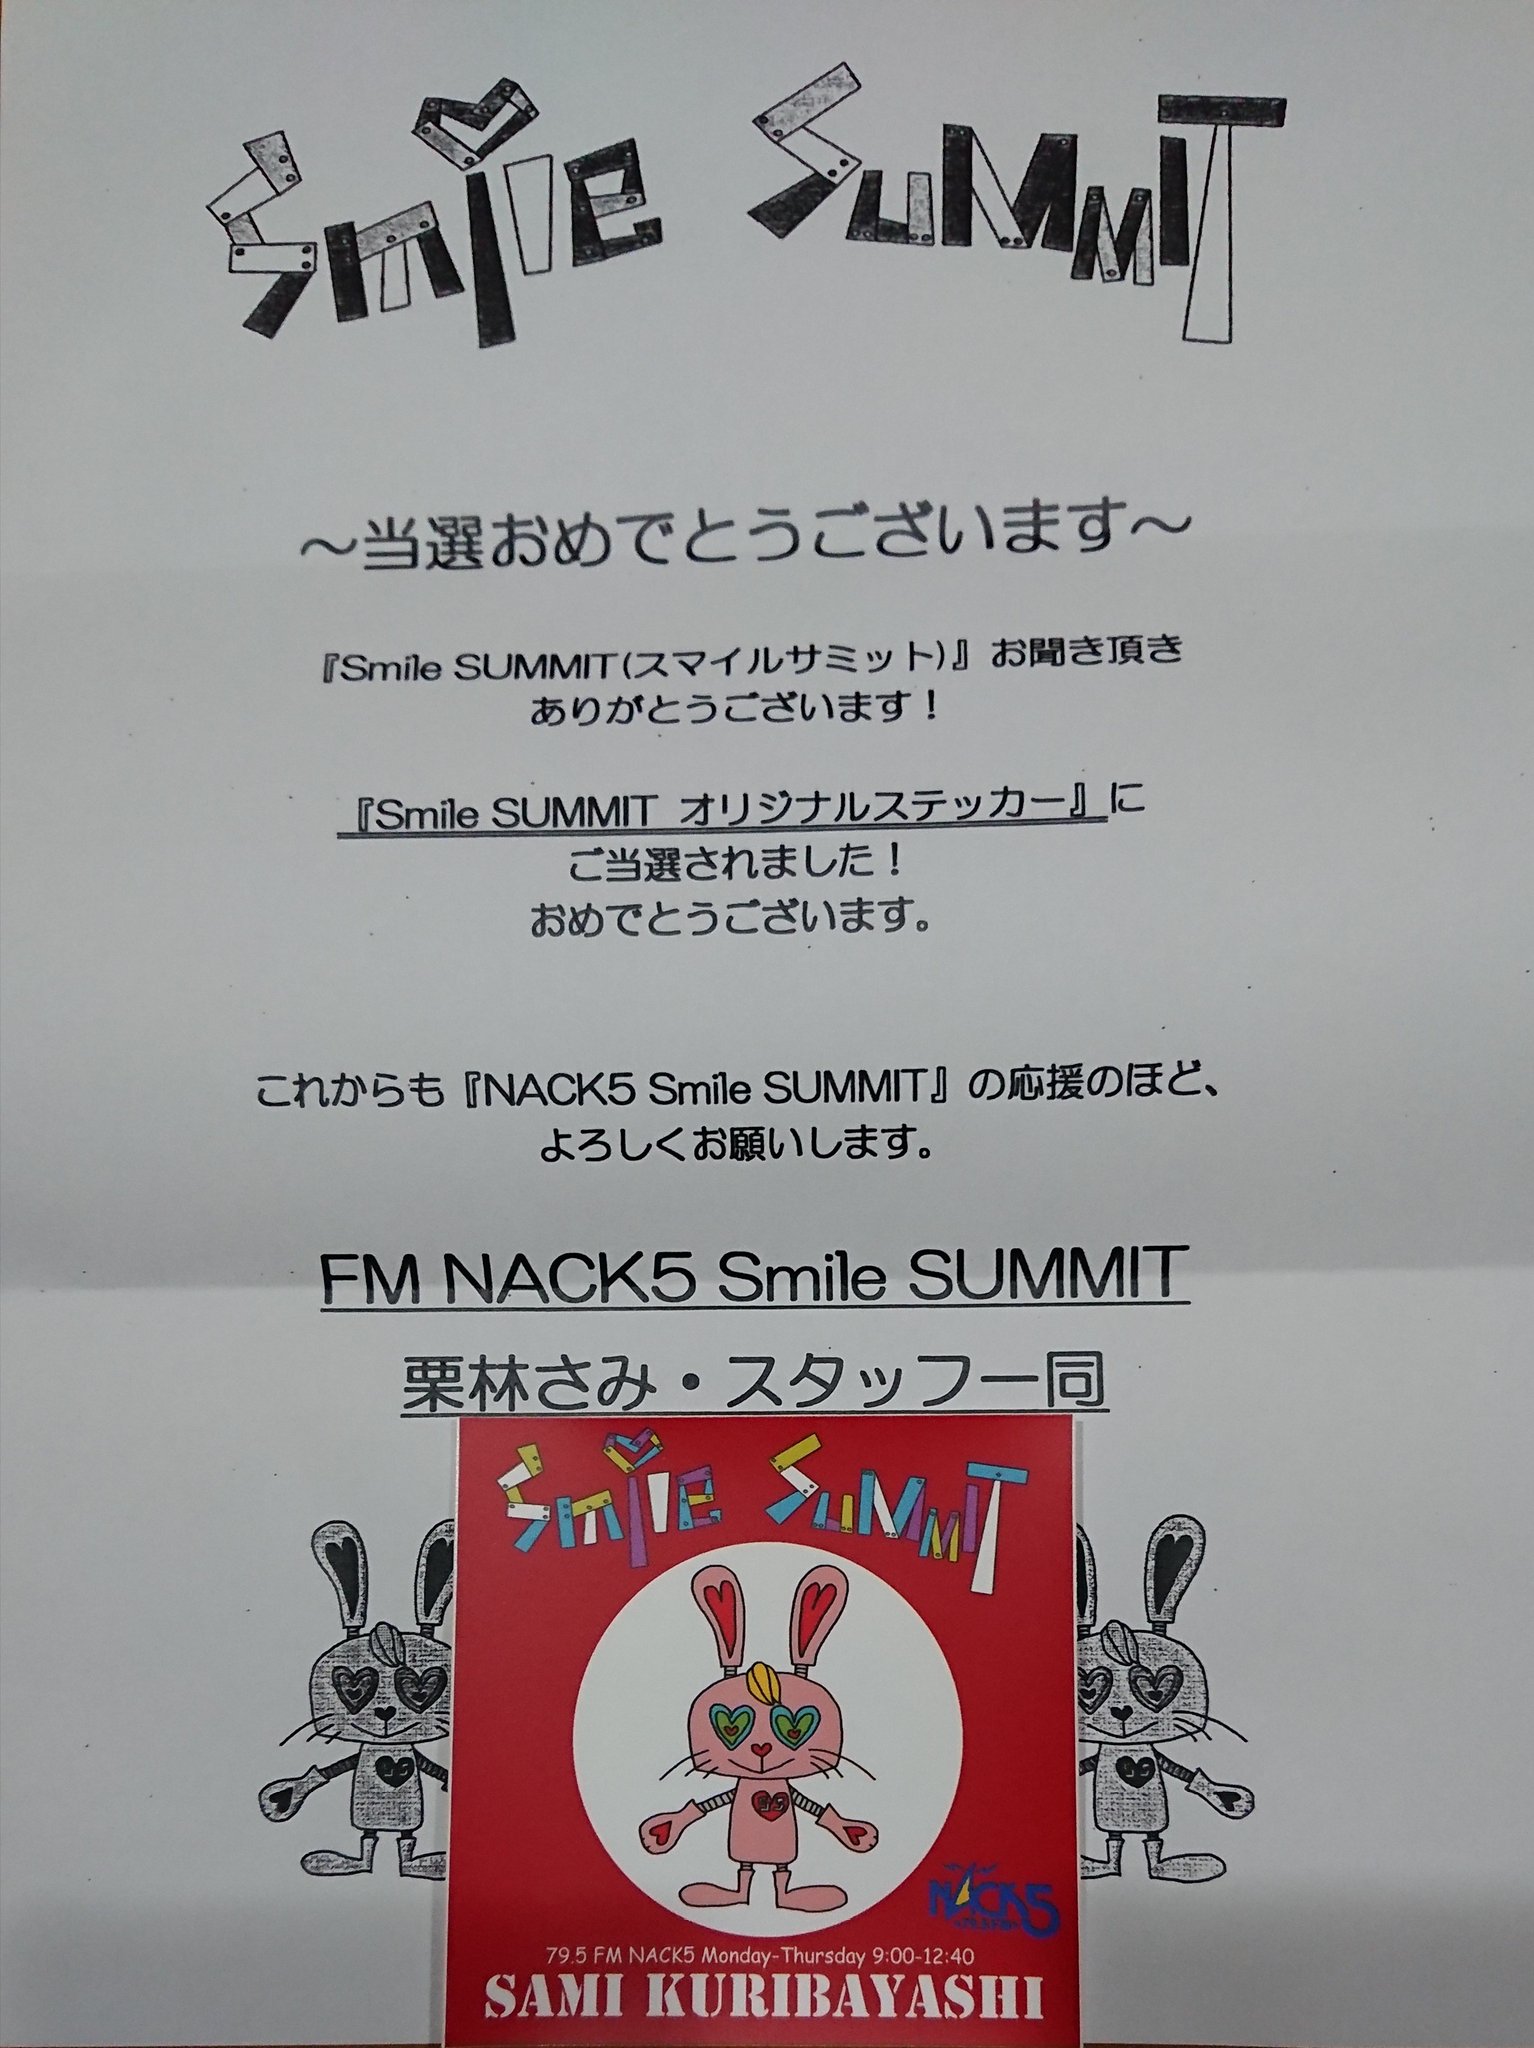 Smile SUMMIT
～当選おめでとうございます～
『Smile SUMMIT(スマイルサミット)』お聞き頂き
ありがとうございます！
『Smile SUMMIT オリジナルステッカー』に
ご当選されました！
おめでとうございます。
これからも『NACK5 Smile SUMMIT』の応援のほど、
よろしくお願いします。
FM NACK5 Smile SUMMIT
栗林さみ・スタッフ一同
Smile SUMMIT
NACK5
79.5 FM NACK5 Monday-Thursday 9:00-12:40
SAMI KURIBAYASHI